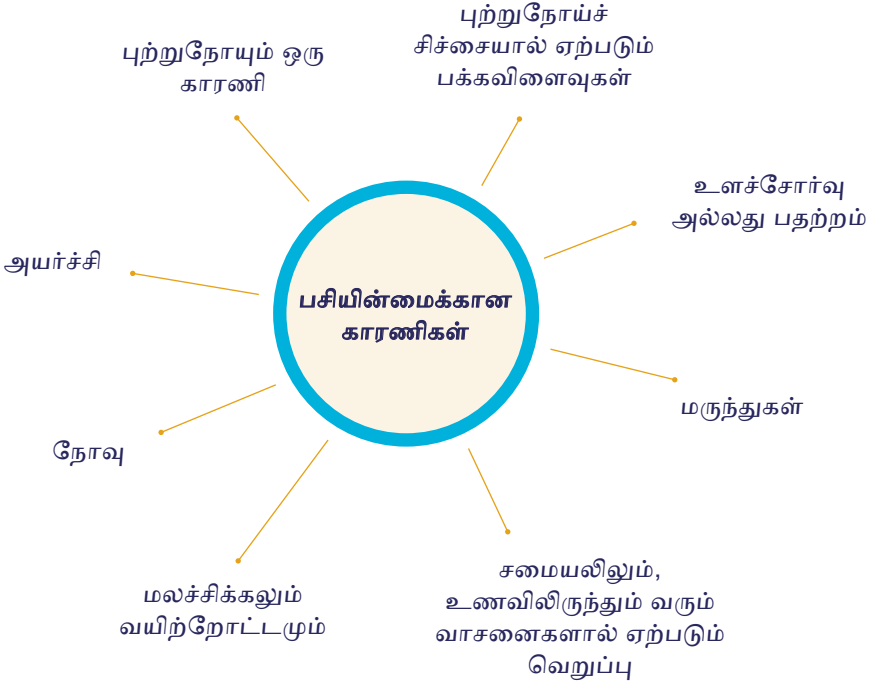 புற்றுநோயும் ஒரு
காரணி
புற்றுநோய்ச்
சிச்சையால் ஏற்படும்
பக்கவிளைவுகள்
உளச்சோர்வு
அல்லது பதற்றம்
அயர்ச்சி
பசியின்மைக்கான
காரணிகள்
மருந்துகள்
நோவு
மலச்சிக்கலும்
வயிற்றோட்டமும்
சமையலிலும்,
உணவிலிருந்தும் வரும்
வாசனைகளால் ஏற்படும்
வெறுப்பு